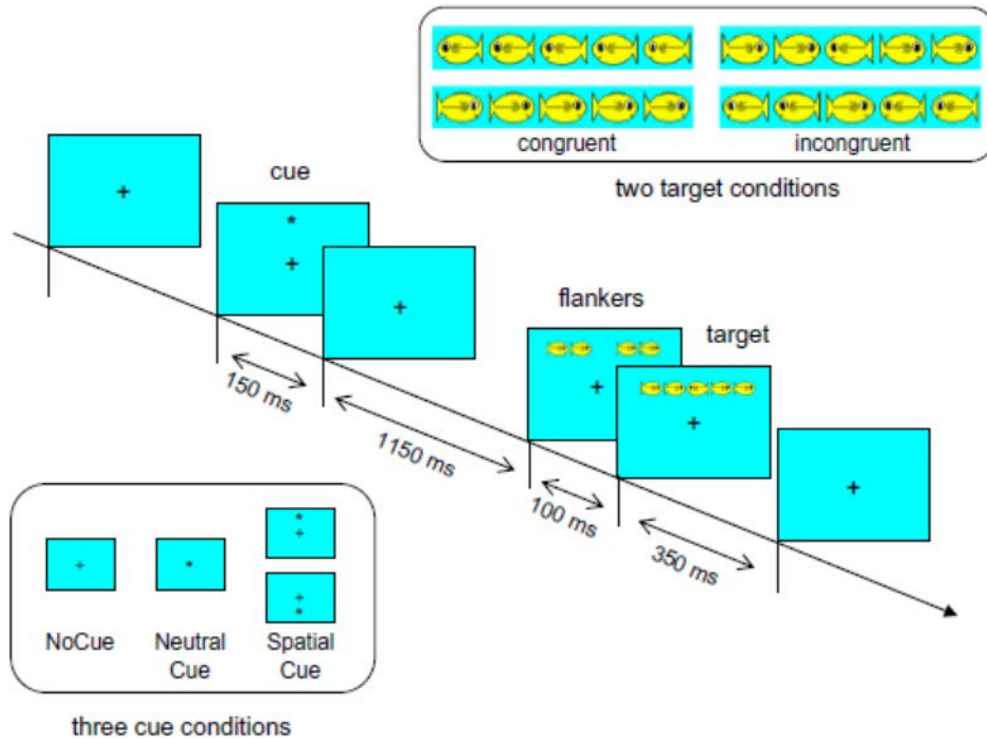 congruent
incongruent
two target conditions
cue
+
*
+
+
flankers
target
+
+
+
150 ms
1150 ms
100 ms
350 ms
+
*
*
+
+
*
NoCue
Neutral
Cue
Spatial
Cue
three cue conditions